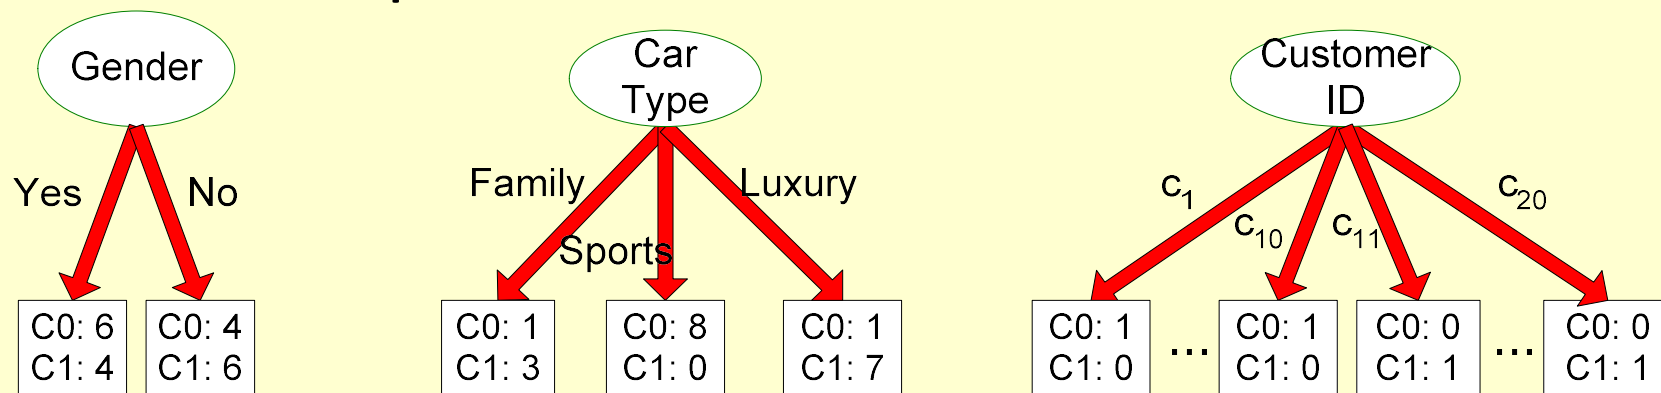 Gender
Car
Type
Customer
ID
Yes
No
Family
Sports
Luxury
c1
c10
c11
c20
C0: 6
C1: 4
C0: 4
C1: 6
C0: 1
C1: 3
C0: 8
C1: 0
C0: 1
C1: 7
C0: 1
C1: 0
...
C0: 1
C1: 0
C0: 0
C1: 1
...
C0: 0
C1: 1